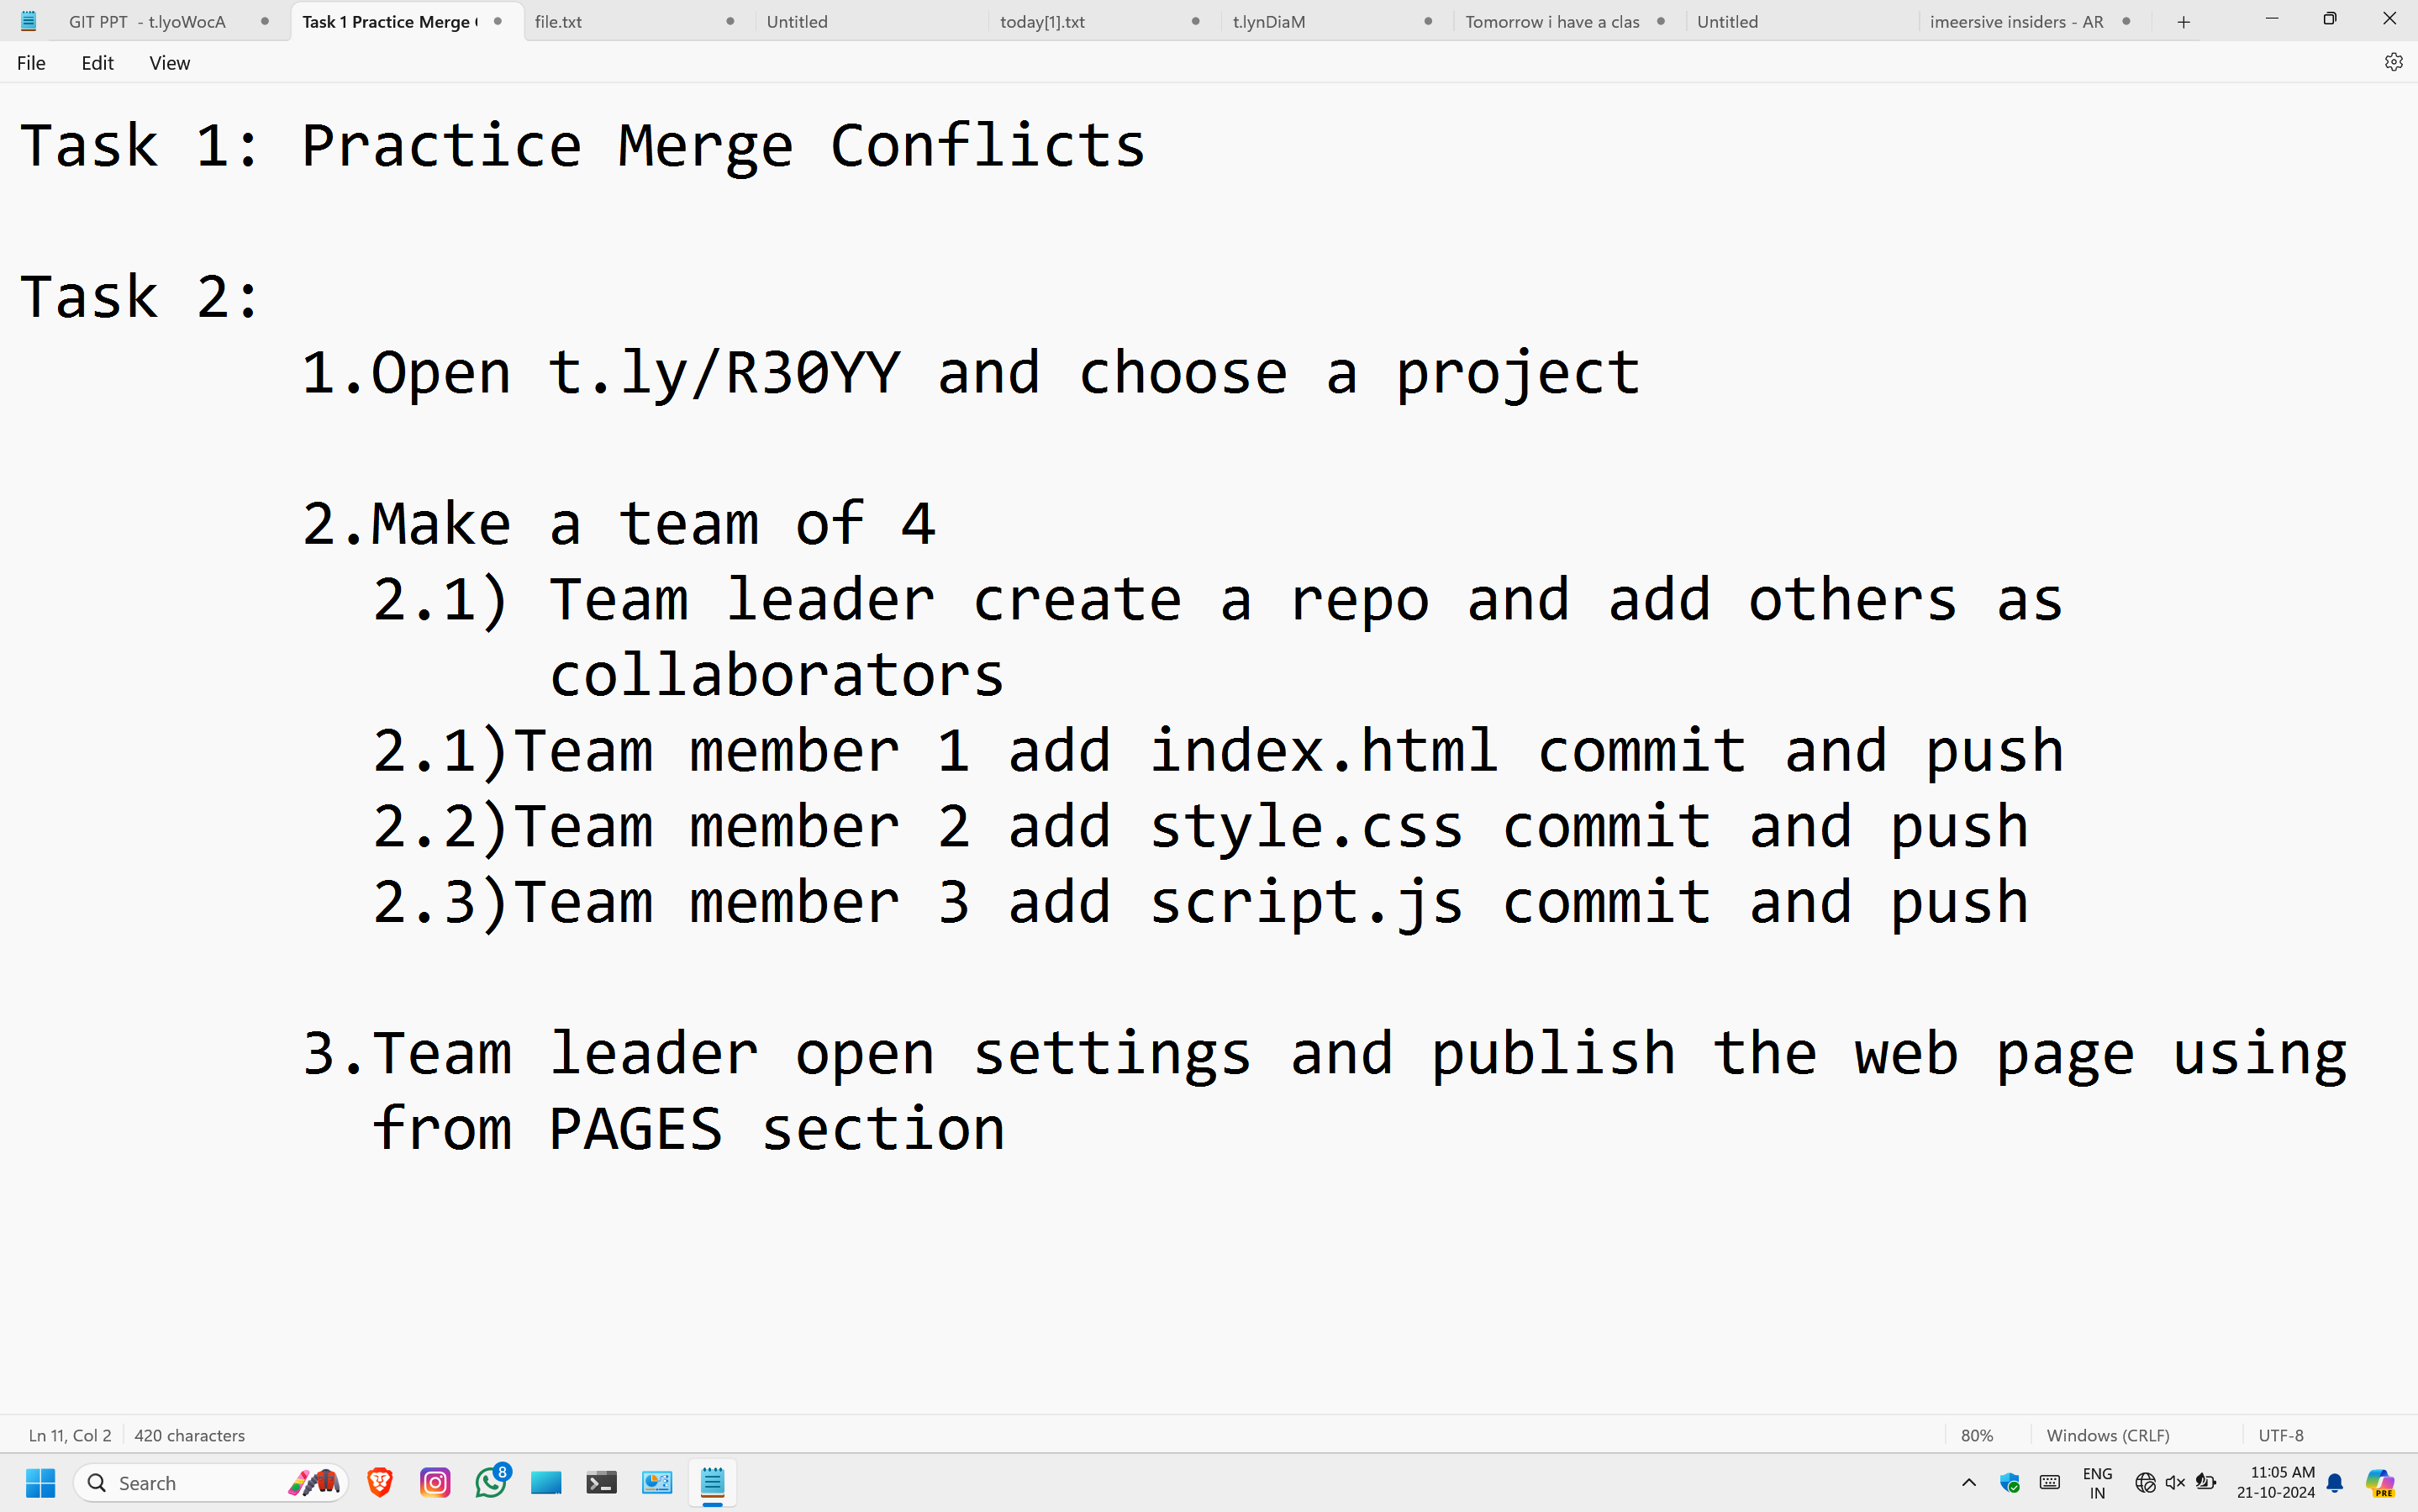 GIT PPT - t.lyoWocA
Task 1 Practice Merge
file.txt
Untitled
today[1].txt
t.lynDiaM
Tomorrow i have a clas
Untitled
imeersive insiders - AR
File Edit View
Task 1: Practice Merge Conflicts
Task 2:
1.Open t.ly/R30YY and choose a project
2.Make a team of 4
2.1) Team leader create a repo and add others as
collaborators
2.1)Team member 1 add index.html commit and push
2.2)Team member 2 add style.css commit and push
2.3)Team member 3 add script.js commit and push
3.Team leader open settings and publish the web page using
from PAGES section
Ln 11, Col 2 420 characters 80% Windows (CRLF) UTF-8
Search
8
ENG
IN
11:05 AM
21-10-2024
PRE